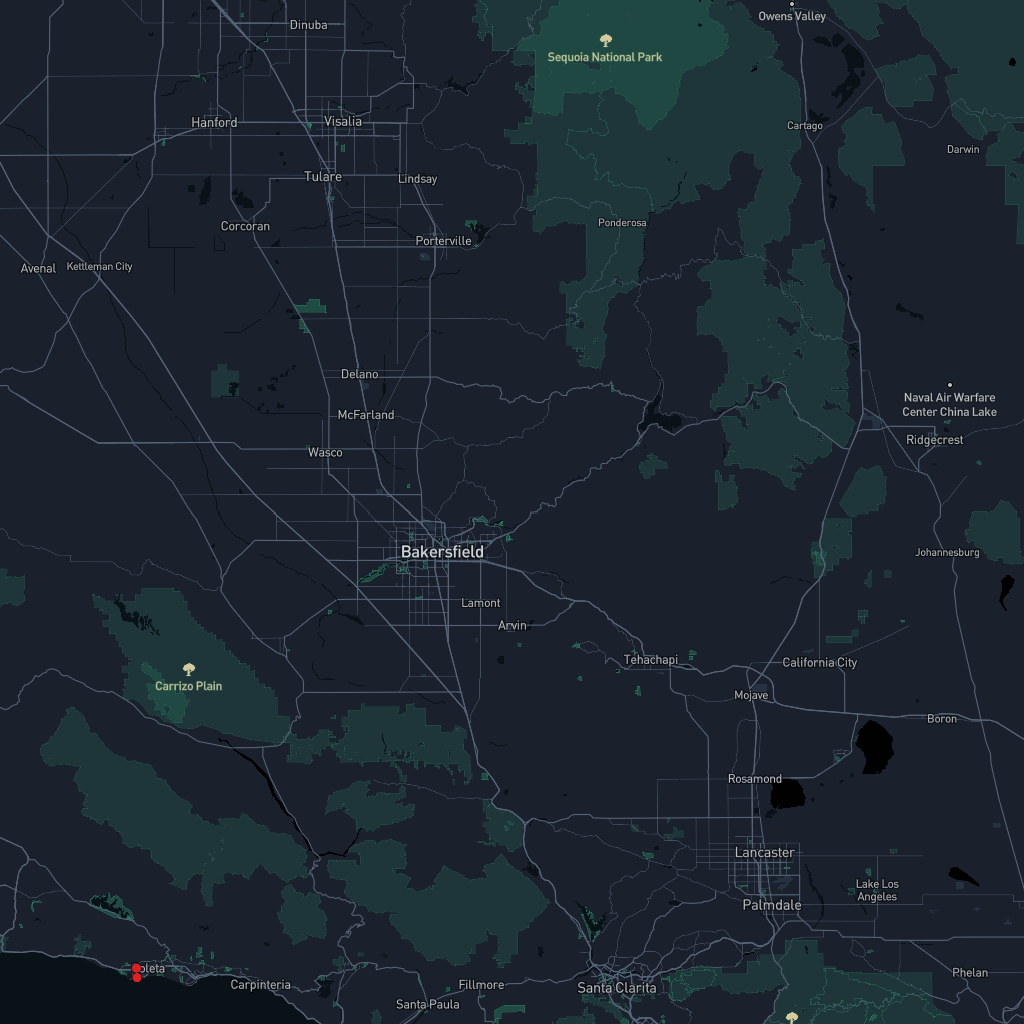 Dinuba
Owens Valley
Sequoia National Park
Hanford
Visalia
Cartago
Darwin
Tulare
Lindsay
Corcoran
Ponderosa
Porterville
Avenal
Kettleman City
Delano
Naval Air Warfare
Center China Lake
McFarland
Ridgecrest
Wasco
Bakersfield
Johannesburg
Lamont
Arvin
Tehachapi
California City
Carrizo Plain
Mojave
Boron
Rosamond
Lancaster
Lake Los
Angeles
Palmdale
oleta
Phelan
Carpinteria
Fillmore
Santa Clarita
Santa Paula